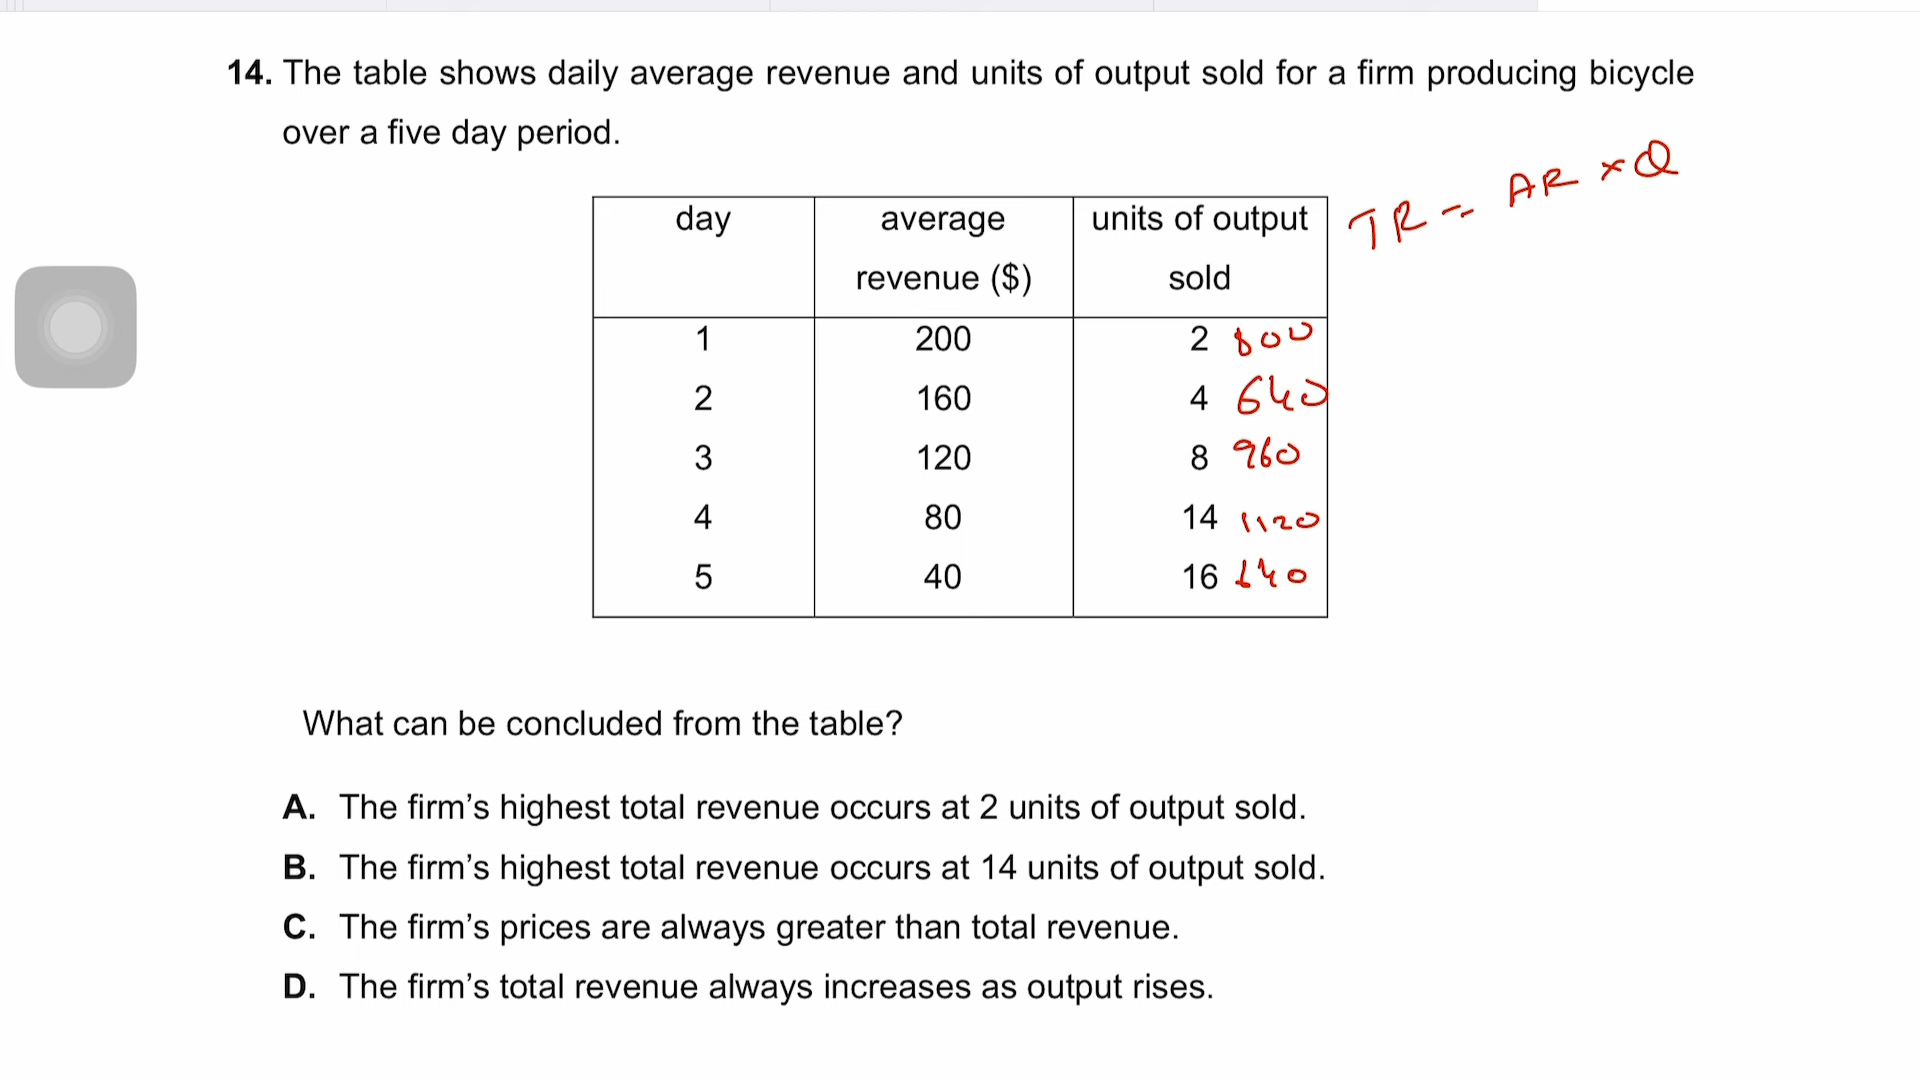 14. The table shows daily average revenue and units of output sold for a firm producing bicycle
over a five day period.
TR = AR × Q
day average units of output
revenue ($) sold
1 200 2 800
2 160 4 640
3 120 8 960
4 80 14 1120
5 40 16 640
What can be concluded from the table?
A. The firm’s highest total revenue occurs at 2 units of output sold.
B. The firm’s highest total revenue occurs at 14 units of output sold.
C. The firm’s prices are always greater than total revenue.
D. The firm’s total revenue always increases as output rises.